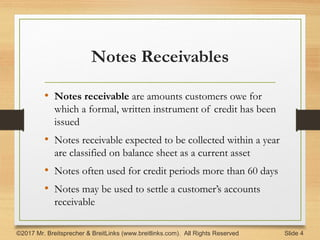 Notes Receivables
• Notes receivable are amounts customers owe for
which a formal, written instrument of credit has been
issued
• Notes receivable expected to be collected within a year
are classified on balance sheet as a current asset
• Notes often used for credit periods more than 60 days
• Notes may be used to settle a customer's accounts
receivable
©2017 Mr. Breitsprecher & BreitLinks (www.breitlinks.com). All Rights Reserved Slide 4